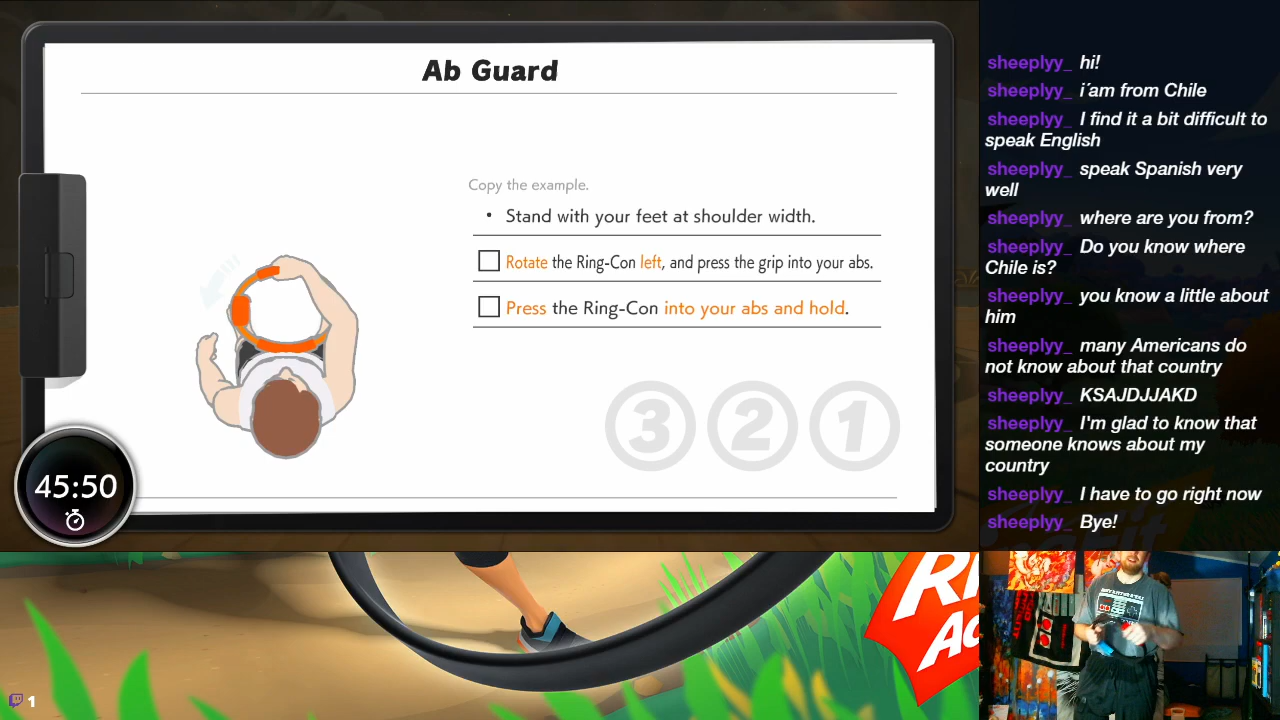 Ab Guard
Copy the example.
• Stand with your feet at shoulder width.
Rotate the Ring-Con left, and press the grip into your abs.
Press the Ring-Con into your abs and hold.
3 2 1
45:50
1
sheeplyy_ hi!
sheeplyy_ i´am from Chile
sheeplyy_ I find it a bit difficult to
speak English
sheeplyy_ speak Spanish very
well
sheeplyy_ where are you from?
sheeplyy_ Do you know where
Chile is?
sheeplyy_ you know a little about
him
sheeplyy_ many Americans do
not know about that country
sheeplyy_ KSAJDJJAKD
sheeplyy_ I'm glad to know that
someone knows about my
country
sheeplyy_ I have to go right now
sheeplyy_ Bye!